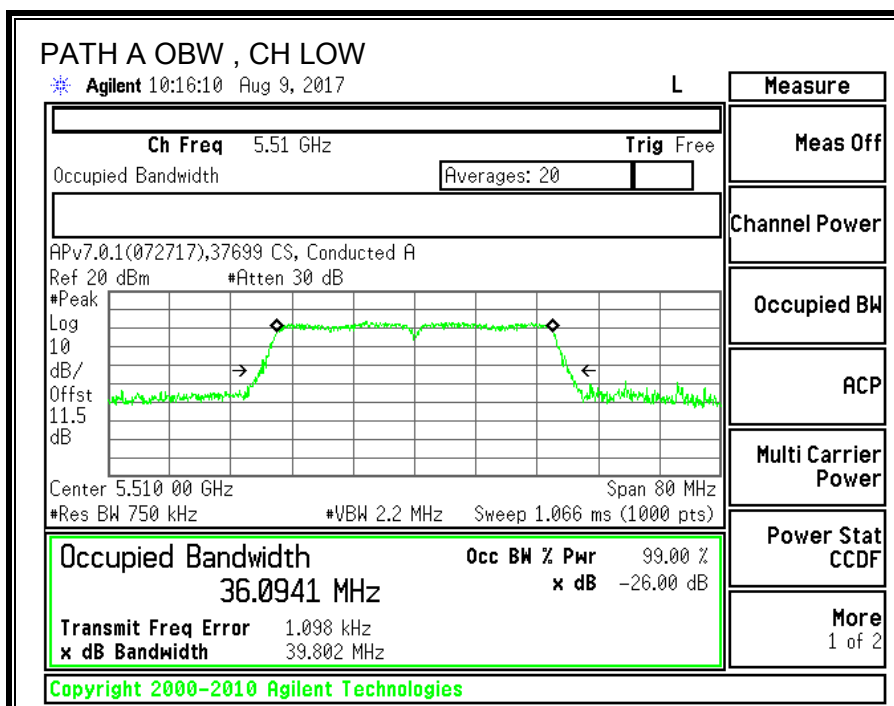 PATH A OBW , CH LOW
Agilent 10:16:10 Aug 9, 2017 L
Measure
Ch Freq 5.51 GHz Trig Free
Occupied Bandwidth Averages: 20
APv7.0.1(072717),37699 CS, Conducted A
Ref 20 dBm #Atten 30 dB
#Peak
Log
10
dB/
Offst
11.5
dB
Center 5.510 00 GHz Span 80 MHz
#Res BW 750 kHz #VBW 2.2 MHz Sweep 1.066 ms (1000 pts)
Occupied Bandwidth Occ BW % Pwr 99.00 %
36.0941 MHz x dB -26.00 dB
Transmit Freq Error 1.098 kHz
x dB Bandwidth 39.802 MHz
Copyright 2000-2010 Agilent Technologies
Meas Off
Channel Power
Occupied BW
ACP
Multi Carrier
Power
Power Stat
CCDF
More
1 of 2